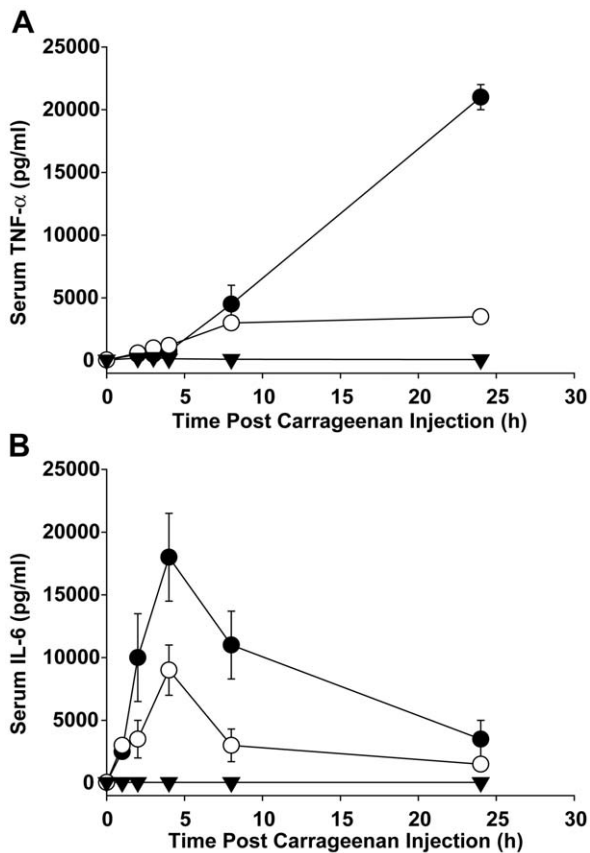 A
25000
20000
15000
10000
5000
0
Serum TNF-α (pg/ml)
0 5 10 15 20 25 30
Time Post Carrageenan Injection (h)
B
25000
20000
15000
10000
5000
0
Serum IL-6 (pg/ml)
0 5 10 15 20 25 30
Time Post Carrageenan Injection (h)